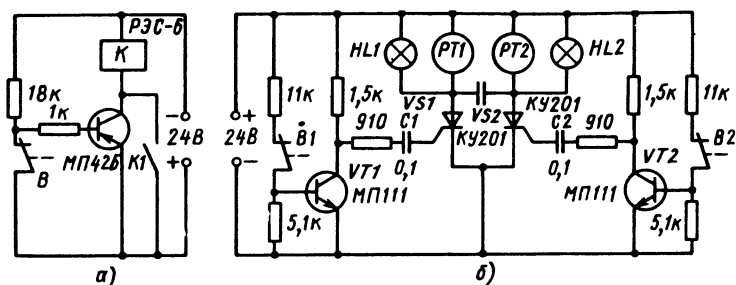 РЭС-6
К
18к
1к
МП42Б
В
К1
−
24В
+
а)
+
24В
−
HL1
РТ1
РТ2
HL2
11к
1,5к
VS1
C1
VS2
КУ201
C2
1,5к
11к
В1
910
КУ201
910
В2
0,1
0,1
VT1
МП111
VT2
МП111
5,1к
5,1к
б)